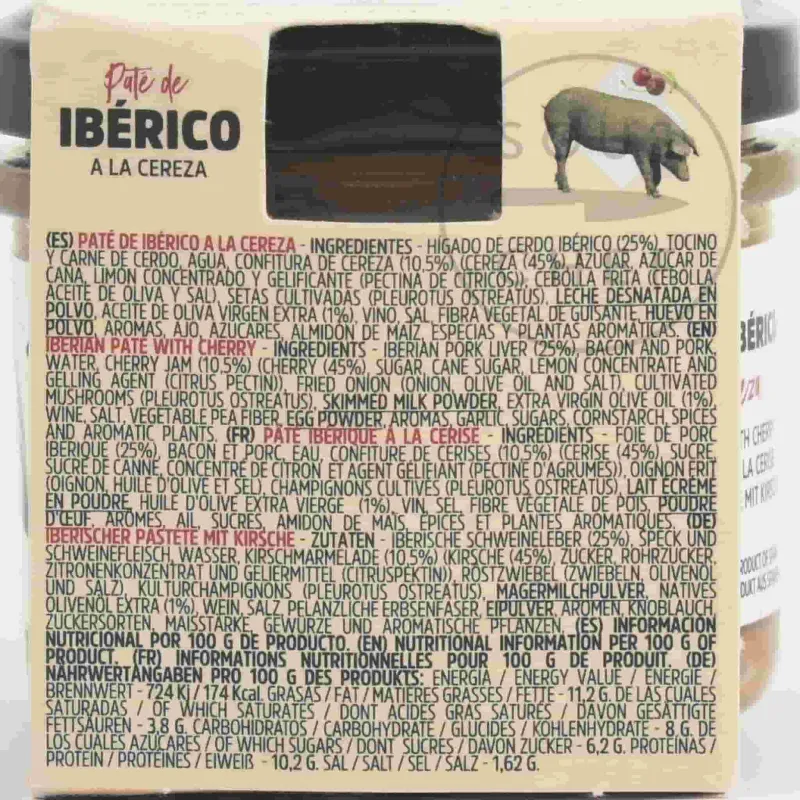 Paté de
IBÉRICO
A LA CEREZA
(ES) PATÉ DE IBÉRICO A LA CEREZA - INGREDIENTES - HÍGADO DE CERDO IBÉRICO (25%), TOCINO
Y CARNE DE CERDO, AGUA, CONFITURA DE CEREZA (10,5%) (CEREZA (45%), AZÚCAR, AZÚCAR DE
CAÑA, LIMÓN CONCENTRADO Y GELIFICANTE (PECTINA DE CÍTRICOS)), CEBOLLA FRITA (CEBOLLA,
ACEITE DE OLIVA Y SAL), SETAS CULTIVADAS (PLEUROTUS OSTREATUS), LECHE DESNATADA EN
POLVO, ACEITE DE OLIVA VIRGEN EXTRA (1%), VINO, SAL, FIBRA VEGETAL DE GUISANTE, HUEVO EN
POLVO, AROMAS, AJO, AZÚCARES, ALMIDÓN DE MAÍZ, ESPECIAS Y PLANTAS AROMÁTICAS. (EN)
IBERIAN PATE WITH CHERRY - INGREDIENTS - IBERIAN PORK LIVER (25%), BACON AND PORK,
WATER, CHERRY JAM (10.5%) (CHERRY (45%), SUGAR, CANE SUGAR, LEMON CONCENTRATE AND
GELLING AGENT (CITRUS PECTIN)), FRIED ONION (ONION, OLIVE OIL AND SALT), CULTIVATED
MUSHROOMS (PLEUROTUS OSTREATUS), SKIMMED MILK POWDER, EXTRA VIRGIN OLIVE OIL (1%),
WINE, SALT, VEGETABLE PEA FIBER, EGG POWDER, AROMAS, GARLIC, SUGARS, CORNSTARCH, SPICES
AND AROMATIC PLANTS. (FR) PÂTÉ IBÉRIQUE À LA CERISE - INGRÉDIENTS - FOIE DE PORC
IBÉRIQUE (25%), BACON ET PORC, EAU, CONFITURE DE CERISES (10.5%) (CERISE (45%), SUCRE,
SUCRE DE CANNE, CONCENTRÉ DE CITRON ET AGENT GÉLIFIANT (PECTINE D'AGRUMES)), OIGNON FRIT
(OIGNON, HUILE D'OLIVE ET SEL), CHAMPIGNONS CULTIVÉS (PLEUROTUS OSTREATUS), LAIT ÉCRÉMÉ
EN POUDRE, HUILE D'OLIVE EXTRA VIERGE (1%), VIN, SEL, FIBRE VÉGÉTALE DE POIS, POUDRE
D'ŒUF, ARÔMES, AIL, SUCRES, AMIDON DE MAÏS, ÉPICES ET PLANTES AROMATIQUES. (DE)
IBERISCHER PASTETE MIT KIRSCHE - ZUTATEN - IBERISCHE SCHWEINELEBER (25%), SPECK UND
SCHWEINEFLEISCH, WASSER, KIRSCHMARMELADE (10.5%) (KIRSCHE (45%), ZUCKER, ROHRZUCKER,
ZITRONENKONZENTRAT UND GELIERMITTEL (CITRUSPEKTIN)), RÖSTZWIEBEL (ZWIEBELN, OLIVENÖL
UND SALZ), KULTURCHAMPIGNONS (PLEUROTUS OSTREATUS), MAGERMILCHPULVER, NATIVES
OLIVENÖL EXTRA (1%), WEIN, SALZ, PELANZLICHE ERBSENFASER, EIPULVER, AROMEN, KNOBLAUCH,
ZUCKERSORTEN, MAISSTÄRKE, GEWÜRZE UND AROMATISCHE PFLANZEN. (ES) INFORMACIÓN
NUTRICIONAL POR 100 G DE PRODUCTO. (EN) NUTRITIONAL INFORMATION PER 100 G OF
PRODUCT. (FR) INFORMATIONS NUTRITIONNELLES POUR 100 G DE PRODUIT. (DE)
NÄHRWERTANGABEN PRO 100 G DES PRODUKTS: ENERGÍA / ENERGY VALUE / ÉNERGIE /
BRENNWERT - 724 Kj / 174 Kcal. GRASAS / FAT / MATIÈRES GRASSES / FETTE - 11,2 G. DE LAS CUALES
SATURADAS / OF WHICH SATURATES / DONT ACIDES GRAS SATURÉS / DAVON GESÄTTIGTE
FETTSÄUREN - 3,8 G. CARBOHIDRATOS / CARBOHYDRATE / GLUCIDES / KOHLENHYDRATE - 8 G. DE
LOS CUALES AZÚCARES / OF WHICH SUGARS / DONT SUCRES / DAVON ZUCKER - 6,2 G. PROTEÍNAS /
PROTEIN / PROTÉINES / EIWEIß - 10,2 G. SAL / SALT / SEL / SALZ - 1,62 G.